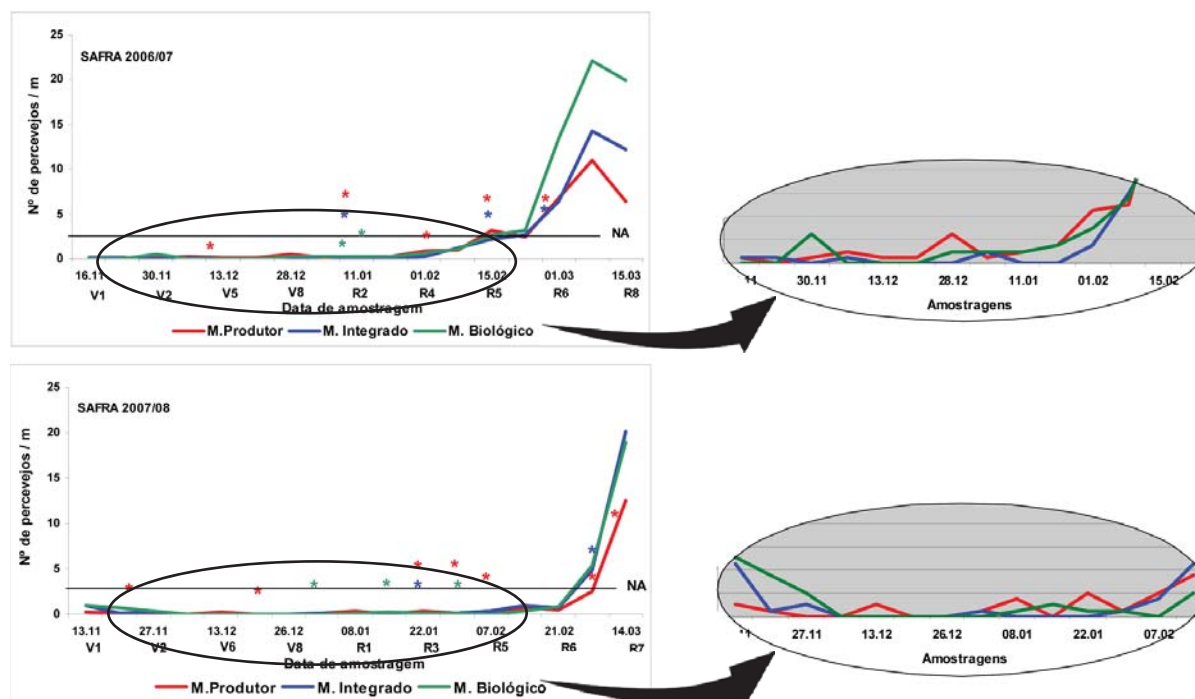 SAFRA 2006/07
Nº de percevejos / m
25
20
15
10
5
0
NA
16.11 30.11 13.12 28.12 11.01 01.02 15.02 01.03 15.03
V1 V2 V5 V8 R2 R4 R5 R6 R8
Data de amostragem
M.Produtor M. Integrado M. Biológico
11 30.11 13.12 28.12 11.01 01.02 15.02
Amostragens
SAFRA 2007/08
Nº de percevejos / m
25
20
15
10
5
0
NA
13.11 27.11 13.12 26.12 08.01 22.01 07.02 21.02 14.03
V1 V2 V6 V8 R1 R3 R5 R6 R7
Data de amostragem
M.Produtor M. Integrado M. Biológico
27.11 13.12 26.12 08.01 22.01 07.02
Amostragens